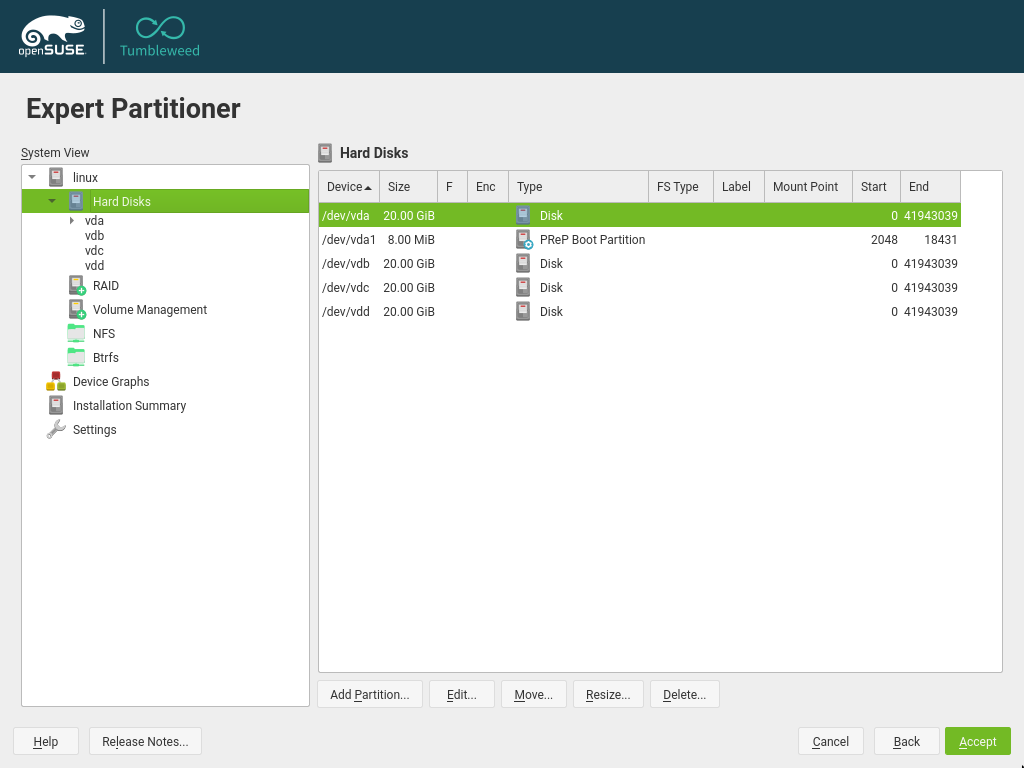 openSUSE
Tumbleweed
Expert Partitioner
System View
linux
Hard Disks
vda
vdb
vdc
vdd
RAID
Volume Management
NFS
Btrfs
Device Graphs
Installation Summary
Settings
Hard Disks
Device Size F Enc Type FS Type Label Mount Point Start End
/dev/vda 20.00 GiB Disk 0 41943039
/dev/vda1 8.00 MiB PReP Boot Partition 2048 18431
/dev/vdb 20.00 GiB Disk 0 41943039
/dev/vdc 20.00 GiB Disk 0 41943039
/dev/vdd 20.00 GiB Disk 0 41943039
Add Partition... Edit... Move... Resize... Delete...
Help Release Notes... Cancel Back Accept